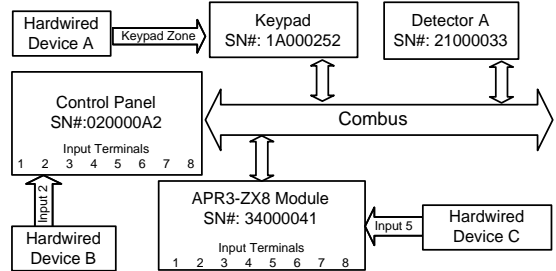 Hardwired
Device A
Keypad Zone
Keypad
SN#: 1A000252
Detector A
SN#: 21000033
Control Panel
SN#:020000A2
Input Terminals
1 2 3 4 5 6 7 8
Combus
Input 2
Hardwired
Device B
APR3-ZX8 Module
SN#: 34000041
Input Terminals
1 2 3 4 5 6 7 8
Input 5
Hardwired
Device C